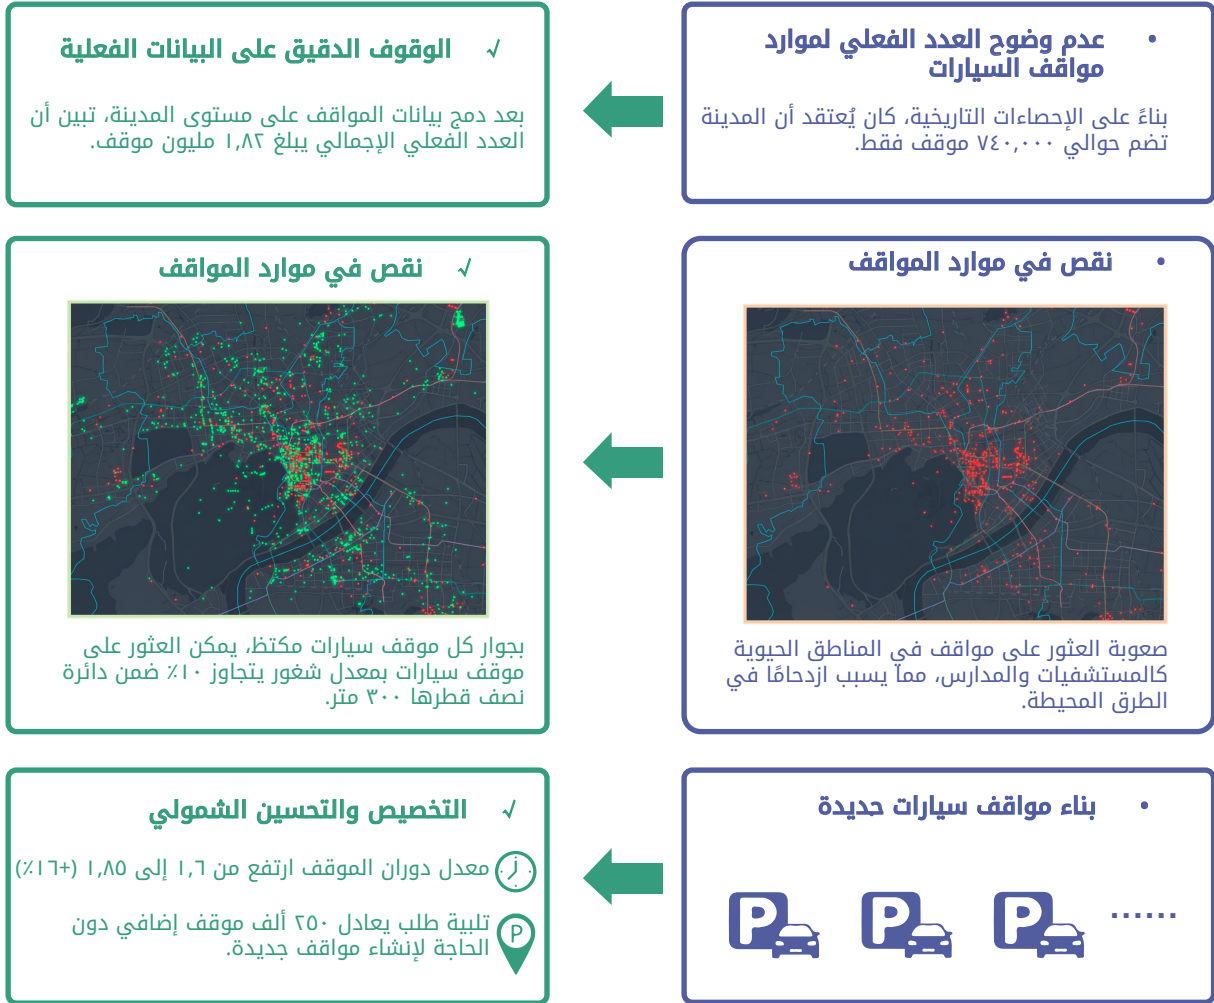 • عدم وضوح العدد الفعلي لموارد
مواقف السيارات
بناءً على الإحصاءات التاريخية، كان يُعتقد أن المدينة
تضم حوالي ٧٤٠,٠٠٠ موقف فقط.
√ الوقوف الدقيق على البيانات الفعلية
بعد دمج بيانات المواقف على مستوى المدينة، تبين أن
العدد الفعلي الإجمالي يبلغ ١,٨٢ مليون موقف.
• نقص في موارد المواقف
صعوبة العثور على مواقف في المناطق الحيوية
كالمستشفيات والمدارس، مما يسبب ازدحامًا في
الطرق المحيطة.
√ نقص في موارد المواقف
بجوار كل موقف سيارات مكتظ، يمكن العثور على
موقف سيارات بمعدل شغور يتجاوز ١٠٪ ضمن دائرة
نصف قطرها ٣٠٠ متر.
• بناء مواقف سيارات جديدة
P P P ......
√ التخصيص والتحسين الشمولي
معدل دوران الموقف ارتفع من ١,٦ إلى ١,٨٥ (+١٦٪)
P تلبية طلب يعادل ٢٥٠ ألف موقف إضافي دون
الحاجة لإنشاء مواقف جديدة.